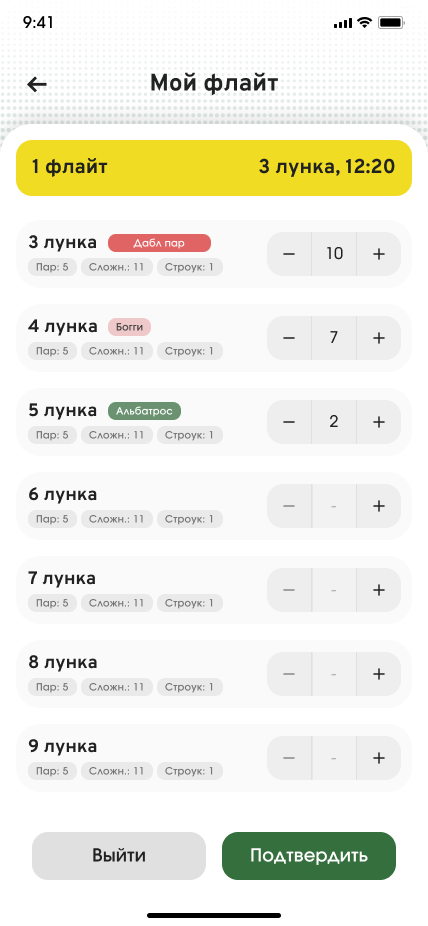 9:41
Мой флайт
1 флайт 3 лунка, 12:20
3 лунка Дабл пар
Пар: 5 Сложн.: 11 Строук: 1
− 10 +
4 лунка Богги
Пар: 5 Сложн.: 11 Строук: 1
− 7 +
5 лунка Альбатрос
Пар: 5 Сложн.: 11 Строук: 1
− 2 +
6 лунка
Пар: 5 Сложн.: 11 Строук: 1
− - +
7 лунка
Пар: 5 Сложн.: 11 Строук: 1
− - +
8 лунка
Пар: 5 Сложн.: 11 Строук: 1
− - +
9 лунка
Пар: 5 Сложн.: 11 Строук: 1
− - +
Выйти Подтвердить